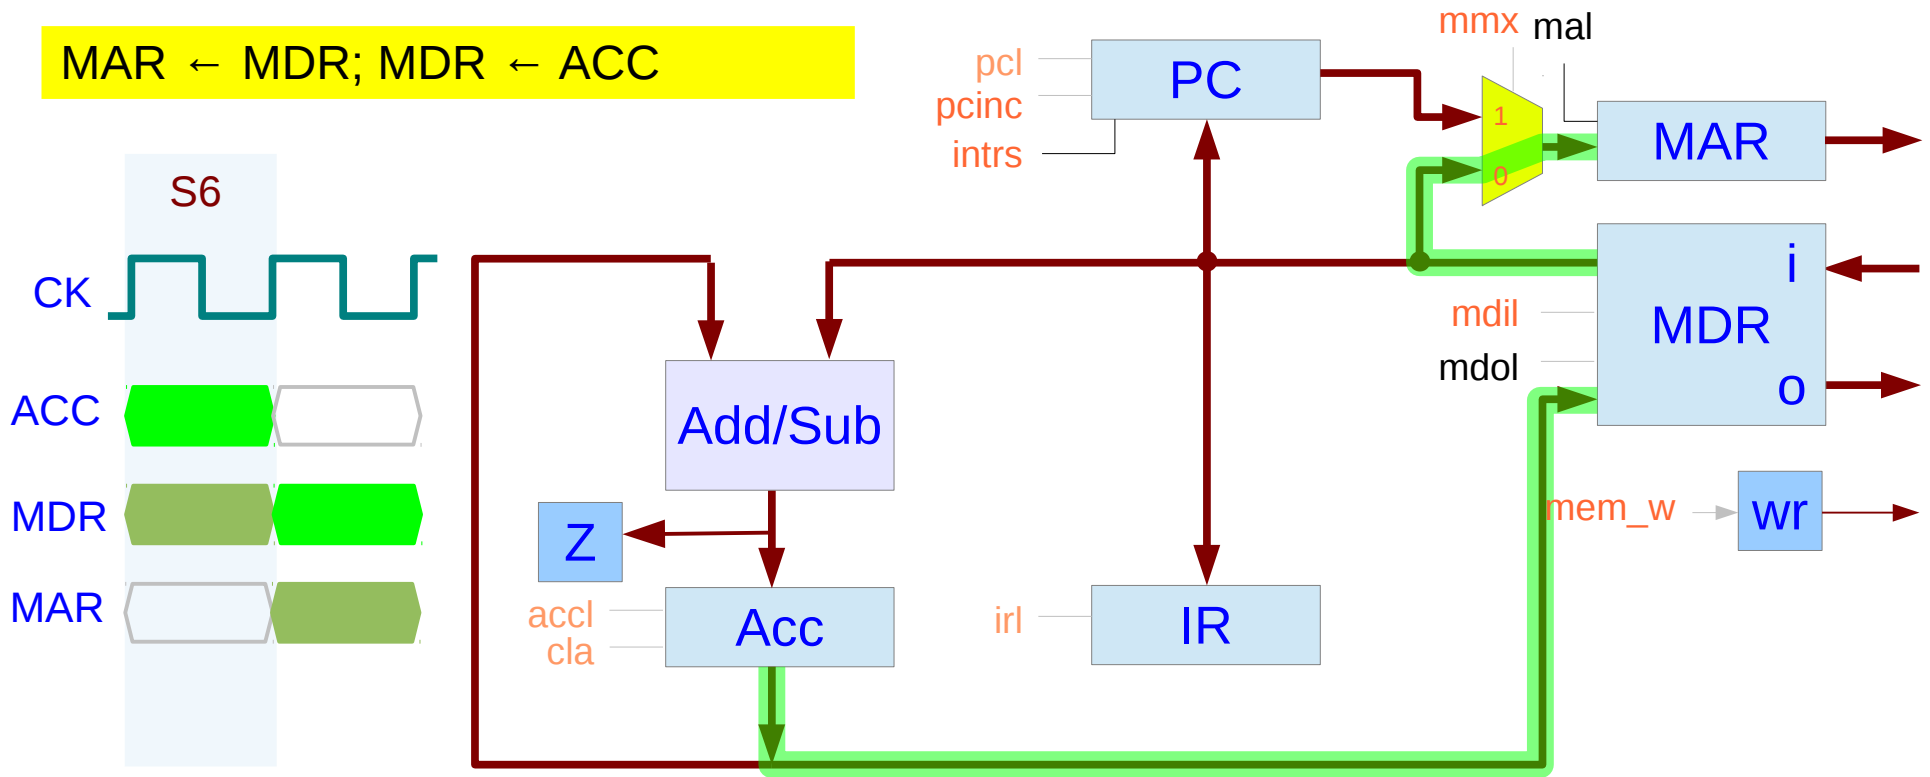 MAR ← MDR; MDR ← ACC
S6
CK
ACC
MDR
MAR
pcl
pcinc
intrs
PC
mmx
mal
1
0
MAR
i
MDR
o
mdil
mdol
Add/Sub
Z
accl
cla
Acc
irl
IR
mem_w
wr